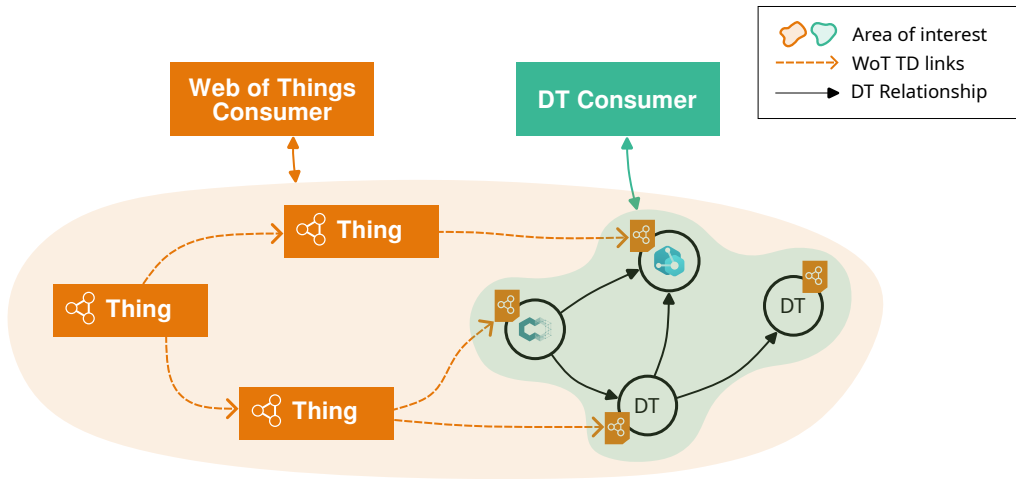 Area of interest
WoT TD links
DT Relationship
Web of Things
Consumer
DT Consumer
Thing
Thing
Thing
DT
DT